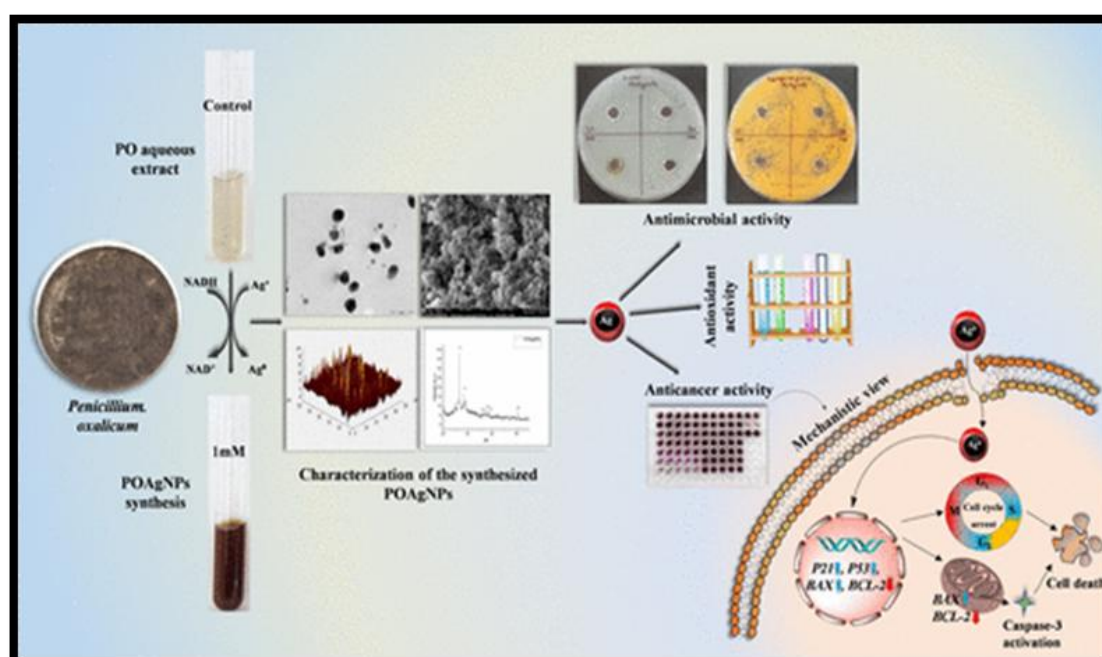 Control
PO aqueous
extract
NADH
Ag⁺
NAD⁺
Ag⁰
Penicillium.
oxalicum
1mM
POAgNPs
synthesis
Characterization of the synthesized
POAgNPs
Ag
Antimicrobial activity
Antioxidant
activity
Anticancer activity
Mechanistic view
G₁
M
S
Cell cycle
arrest
G₂
P21, P53,
BAX, BCL-2
BAX
BCL-2
Caspase-3
activation
Cell death